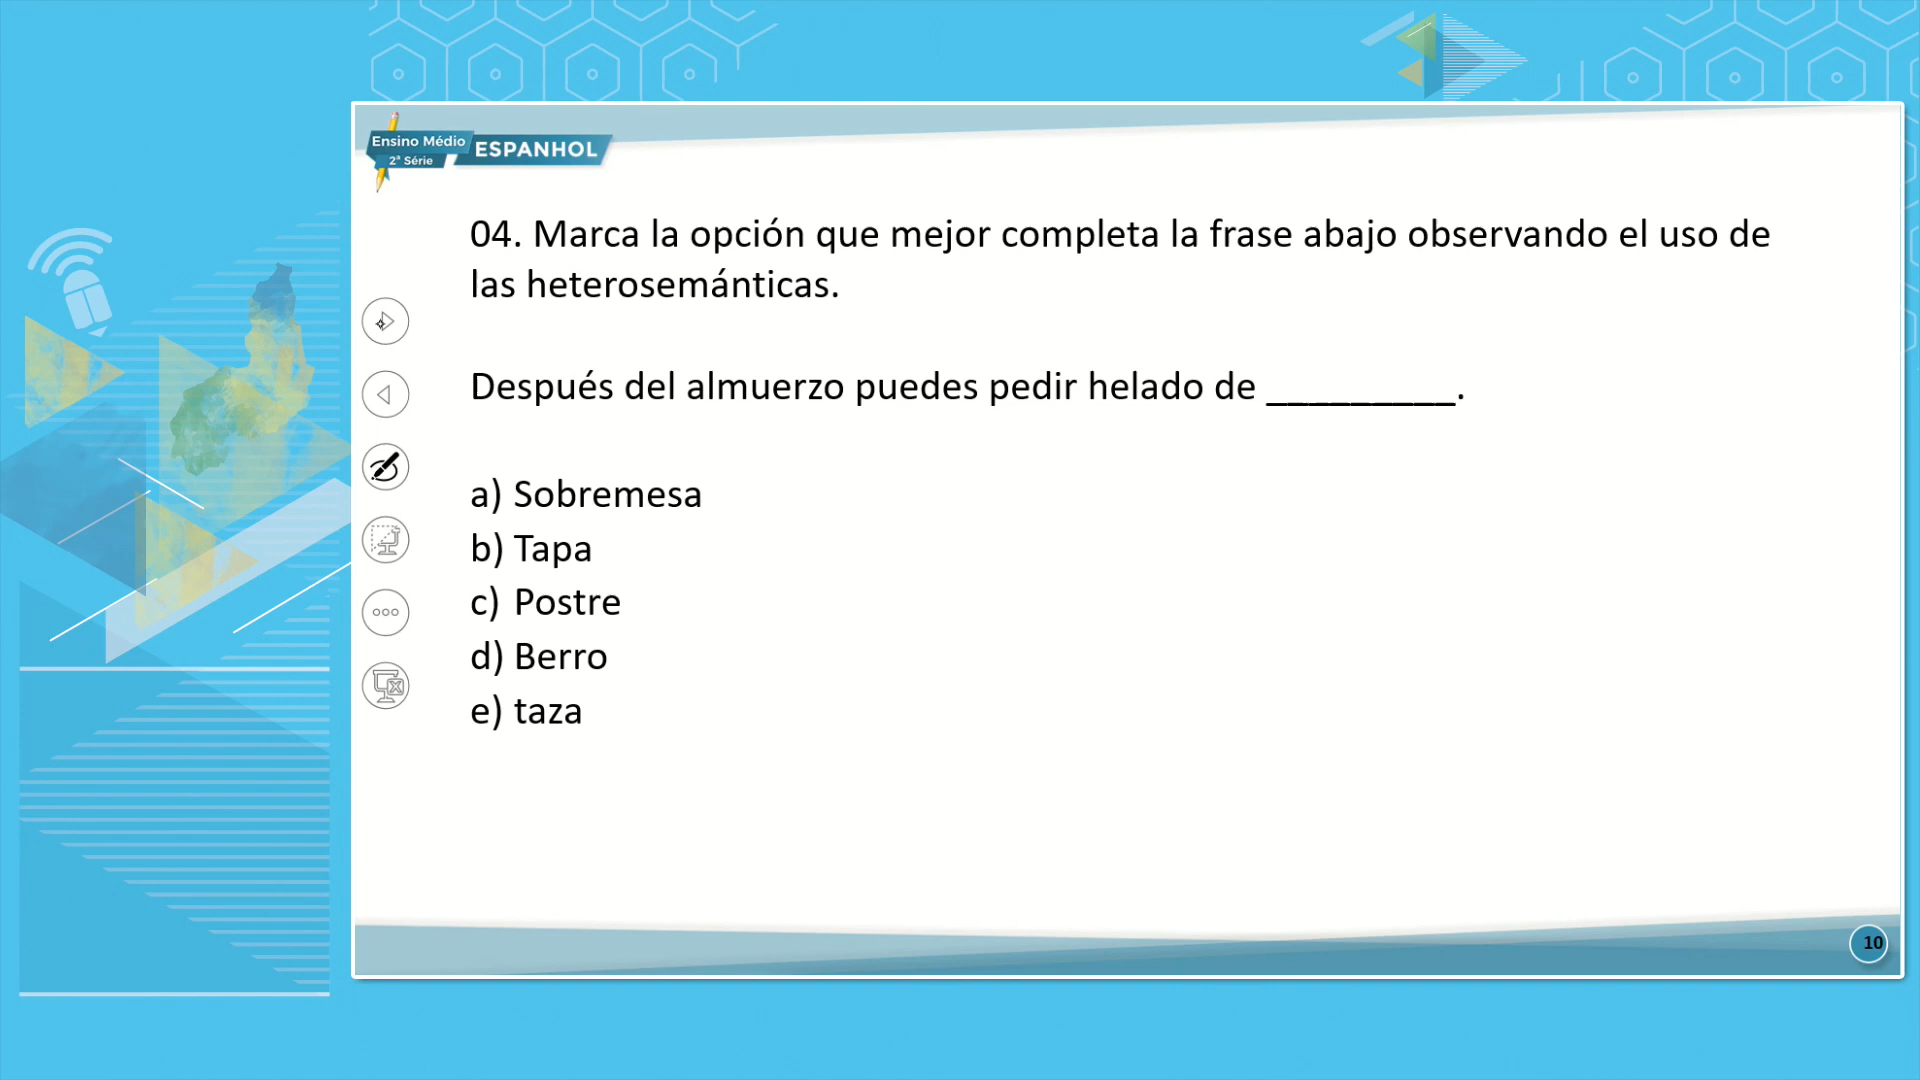 Ensino Médio
2ª Série
ESPANHOL
04. Marca la opción que mejor completa la frase abajo observando el uso de
las heterosemánticas.
Después del almuerzo puedes pedir helado de _________.
a) Sobremesa
b) Tapa
c) Postre
d) Berro
e) taza
10